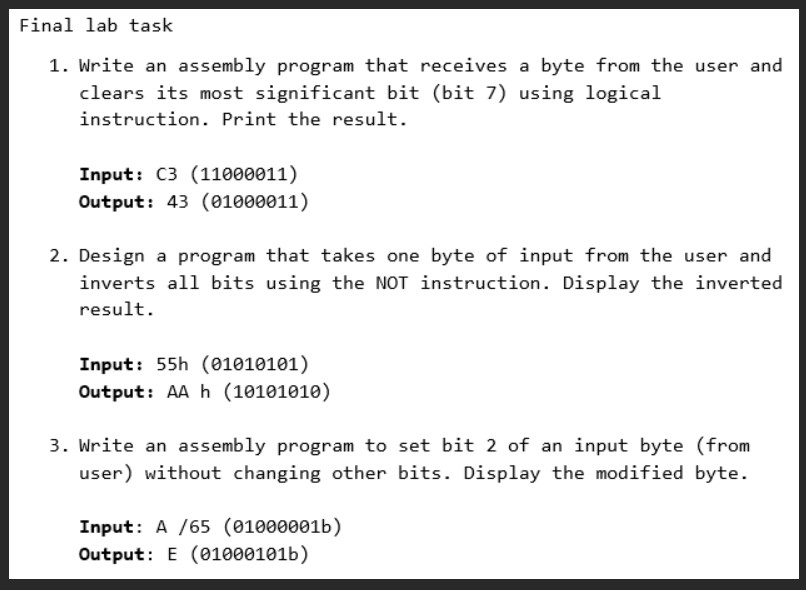 Final lab task
1. Write an assembly program that receives a byte from the user and
clears its most significant bit (bit 7) using logical
instruction. Print the result.
Input: C3 (11000011)
Output: 43 (01000011)
2. Design a program that takes one byte of input from the user and
inverts all bits using the NOT instruction. Display the inverted
result.
Input: 55h (01010101)
Output: AA h (10101010)
3. Write an assembly program to set bit 2 of an input byte (from
user) without changing other bits. Display the modified byte.
Input: A /65 (01000001b)
Output: E (01000101b)